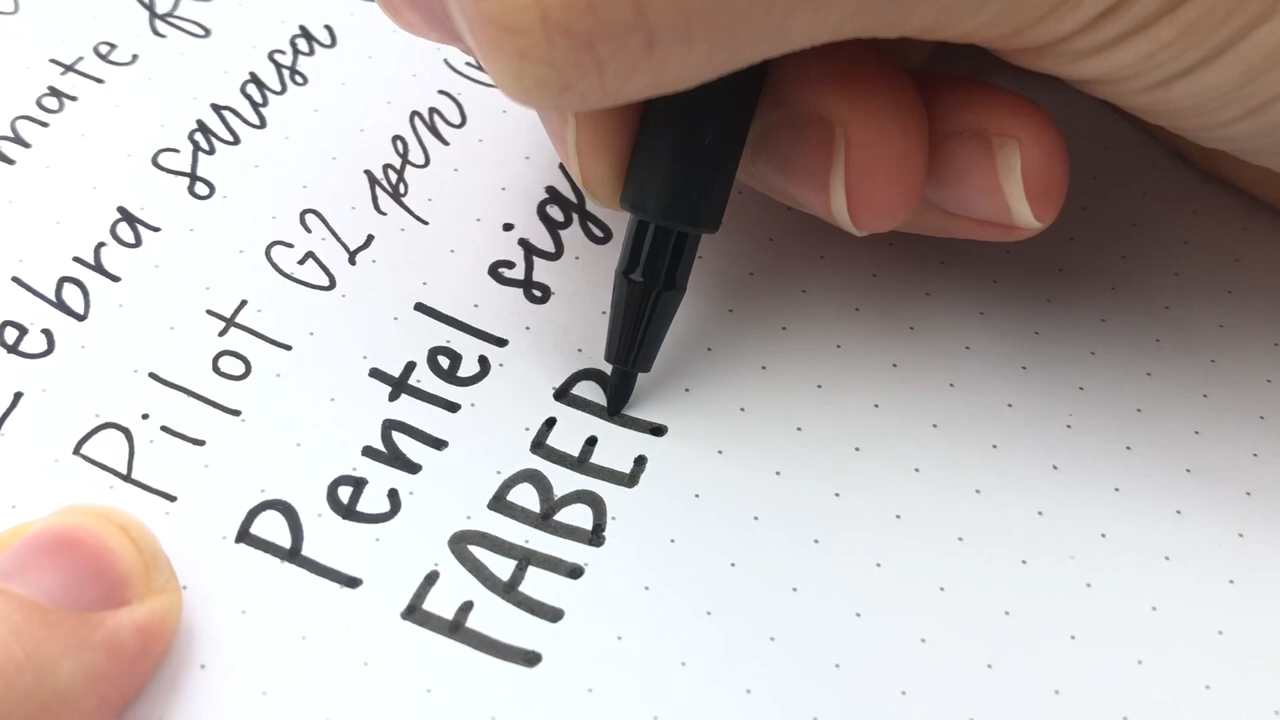 mate
Zebra sarasa
Pilot G2 pen (
Pentel sig
FABER